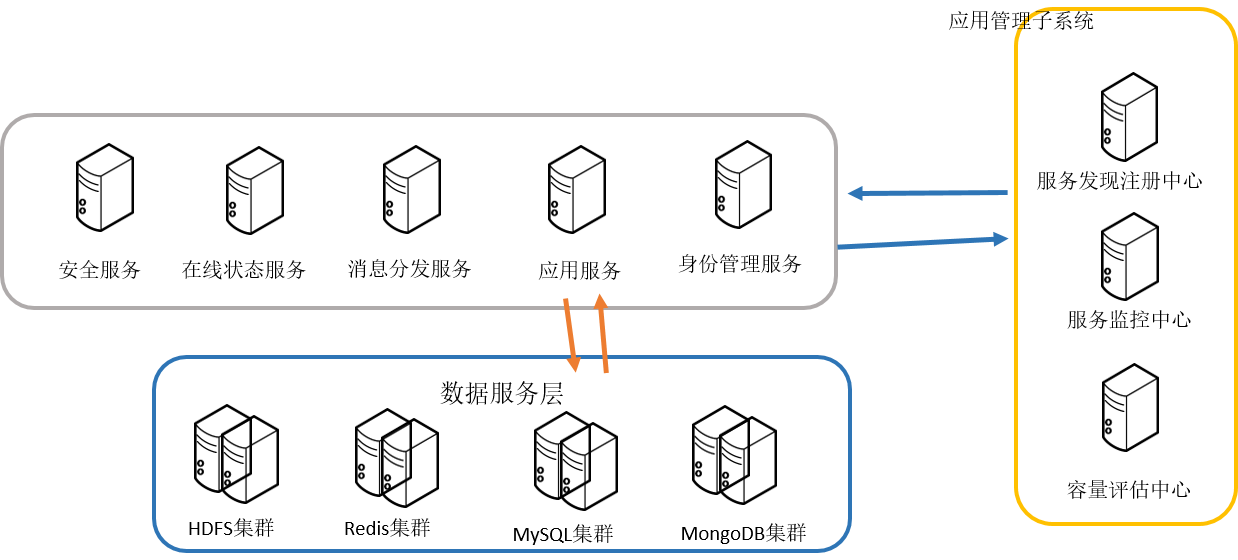 应用管理子系统
服务发现注册中心
服务监控中心
容量评估中心
安全服务
在线状态服务
消息分发服务
应用服务
身份管理服务
数据服务层
HDFS集群
Redis集群
MySQL集群
MongoDB集群